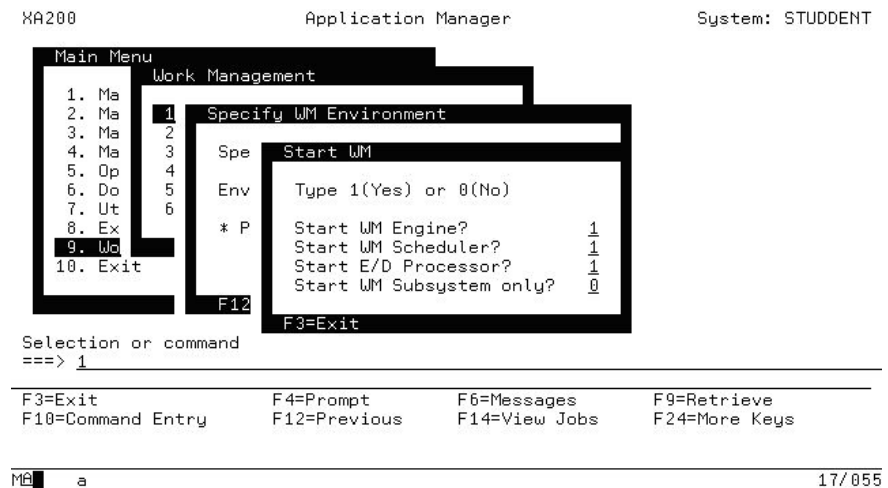 XA200 Application Manager System: STUDDENT
Main Menu
Work Management
1. Ma
2. Ma 1 Specify WM Environment
3. Ma 2
4. Ma 3 Spe Start WM
5. Op 4
6. Do 5 Env Type 1(Yes) or 0(No)
7. Ut 6
8. Ex * P Start WM Engine? 1
9. Wo Start WM Scheduler? 1
10. Exit Start E/D Processor? 1
Start WM Subsystem only? 0
F12
F3=Exit
Selection or command
===> 1
F3=Exit F4=Prompt F6=Messages F9=Retrieve
F10=Command Entry F12=Previous F14=View Jobs F24=More Keys
MA a 17/055